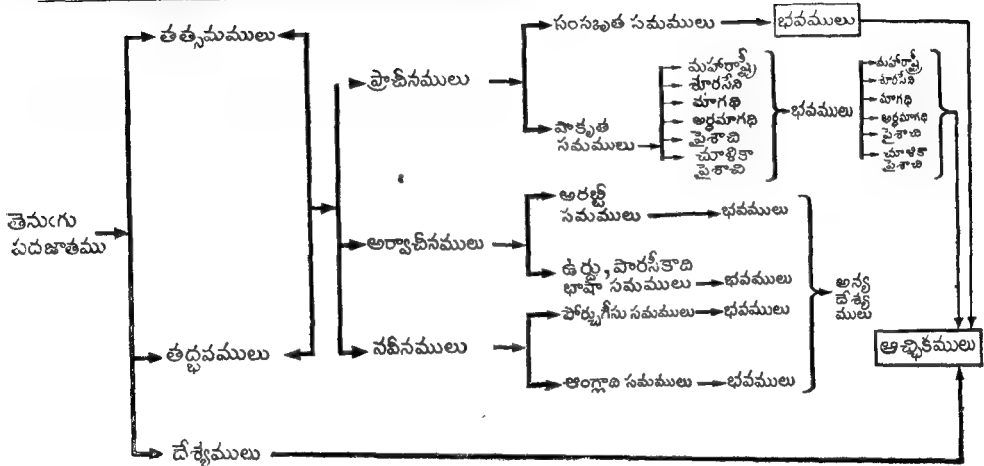 తెనుఁగు
పదజాతము
తత్సమములు
తద్భవములు
దేశ్యములు
ప్రాచీనములు
అర్వాచీనములు
నవీనములు
సంస్కృత సమములు
భవములు
ప్రాకృత
సమములు
మహారాష్ట్రీ
శూరసేని
మాగధి
అర్ధమాగధి
పైశాచి
చూళికా
పైశాచి
భవములు
మహారాష్ట్రీ
శూరసేని
మాగధి
అర్ధమాగధి
పైశాచి
చూళికా
పైశాచి
అరబ్బీ
సమములు
భవములు
ఉర్దు, పారసీకాది
భాషా సమములు
భవములు
పోర్చుగీసు సమములు
భవములు
ఆంగ్లాది సమములు
భవములు
అన్య
దేశ్య
ములు
ఆచ్ఛికములు